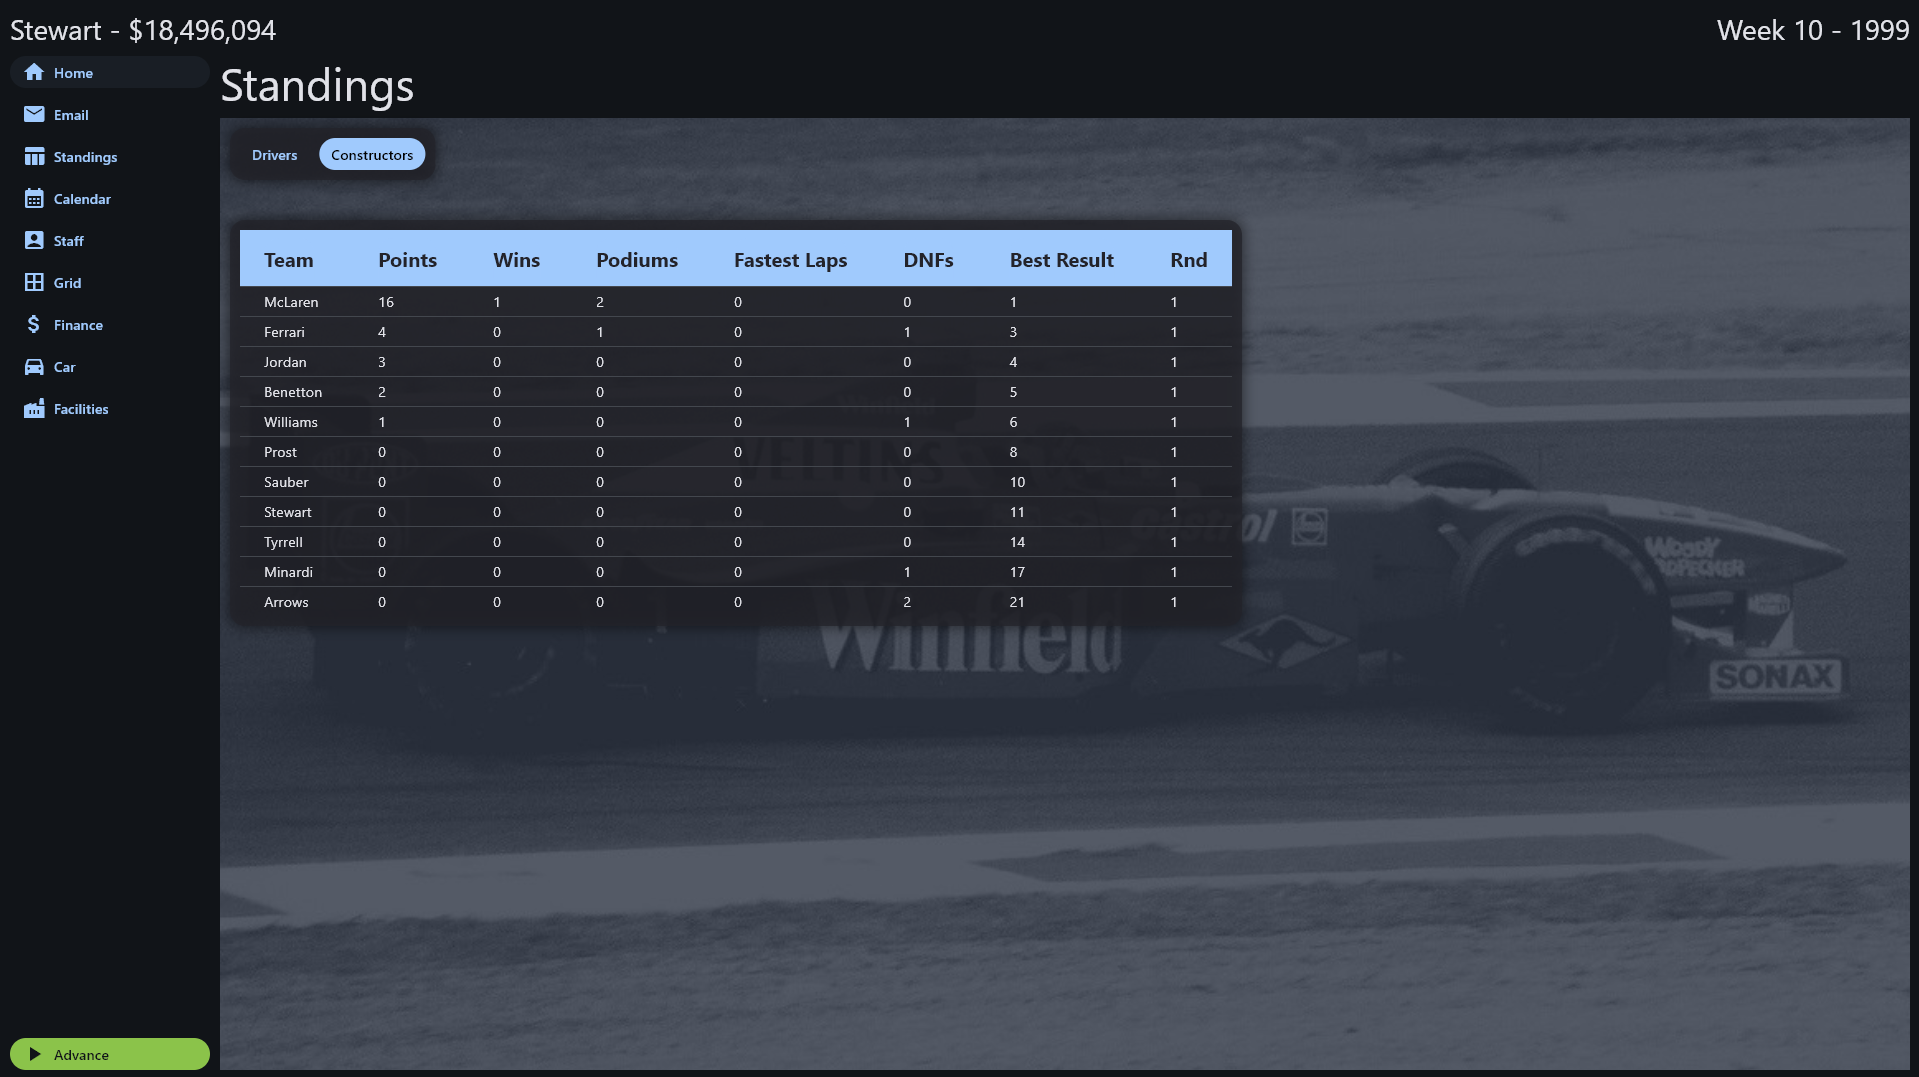 Stewart - $18,496,094
Week 10 - 1999
Home
Email
Standings
Calendar
Staff
Grid
Finance
Car
Facilities
Advance
Standings
Drivers Constructors
Team Points Wins Podiums Fastest Laps DNFs Best Result Rnd
McLaren 16 1 2 0 0 1 1
Ferrari 4 0 1 0 1 3 1
Jordan 3 0 0 0 0 4 1
Benetton 2 0 0 0 0 5 1
Williams 1 0 0 0 1 6 1
Prost 0 0 0 0 0 8 1
Sauber 0 0 0 0 0 10 1
Stewart 0 0 0 0 0 11 1
Tyrrell 0 0 0 0 0 14 1
Minardi 0 0 0 0 1 17 1
Arrows 0 0 0 0 2 21 1
VELTINS
Castrol
WOODY
Winfield
SONAX